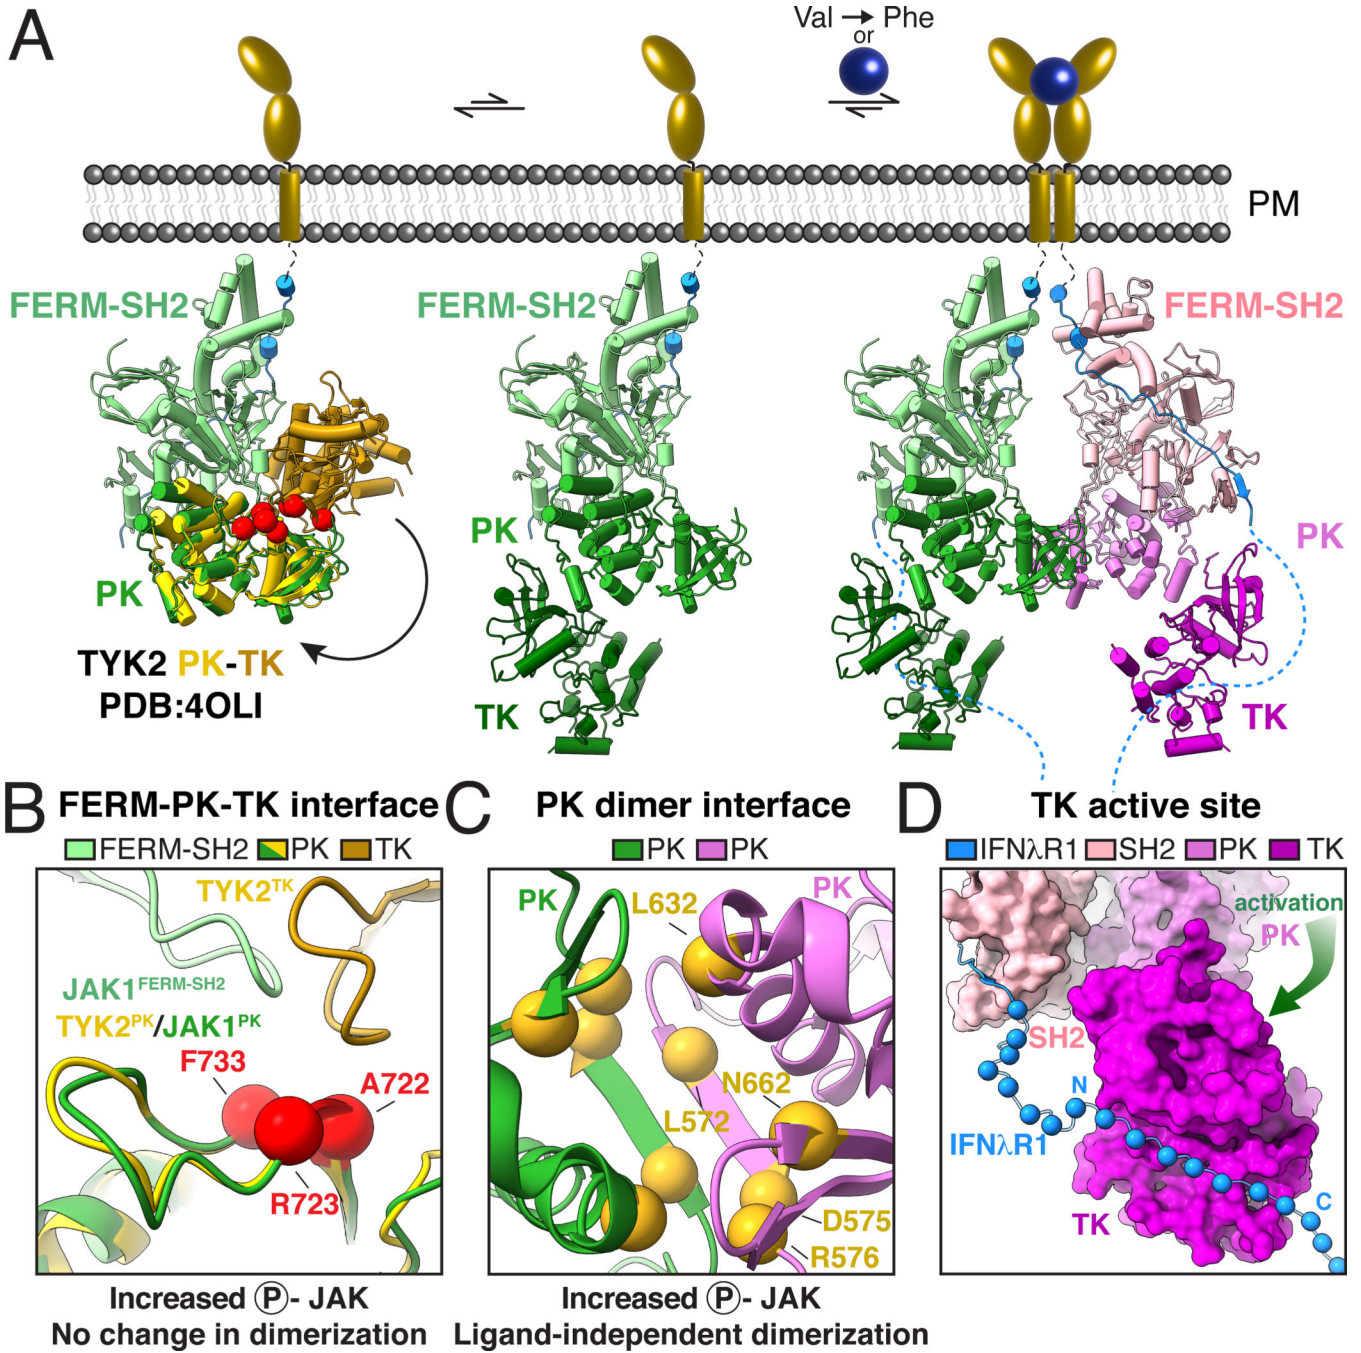 A
Val → Phe
or
PM
FERM-SH2
FERM-SH2
FERM-SH2
PK
PK
PK
TYK2 PK-TK
PDB:4OLI
TK
TK
B
FERM-PK-TK interface
FERM-SH2 PK TK
TYK2TK
JAK1FERM-SH2
TYK2PK/JAK1PK
F733
A722
R723
Increased P - JAK
No change in dimerization
C
PK dimer interface
PK PK
PK
L632
PK
N662
L572
D575
R576
Increased P - JAK
Ligand-independent dimerization
D
TK active site
IFNλR1 SH2 PK TK
activation
PK
SH2
N
IFNλR1
C
TK